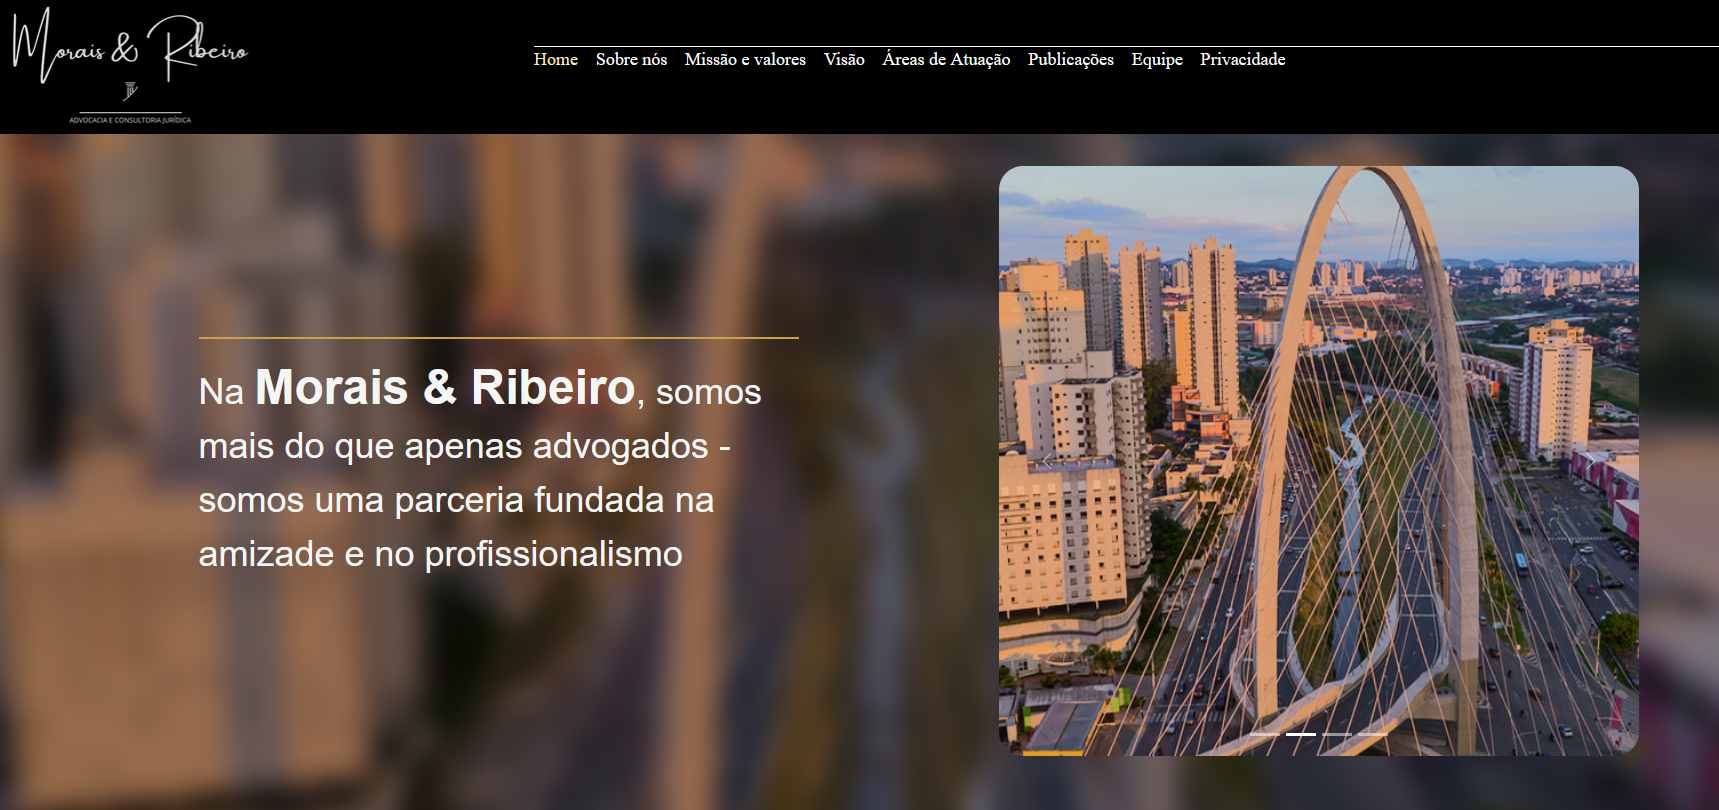 Morais & Ribeiro
ADVOCACIA E CONSULTORIA JURÍDICA
Home Sobre nós Missão e valores Visão Áreas de Atuação Publicações Equipe Privacidade
Na Morais & Ribeiro, somos
mais do que apenas advogados -
somos uma parceria fundada na
amizade e no profissionalismo